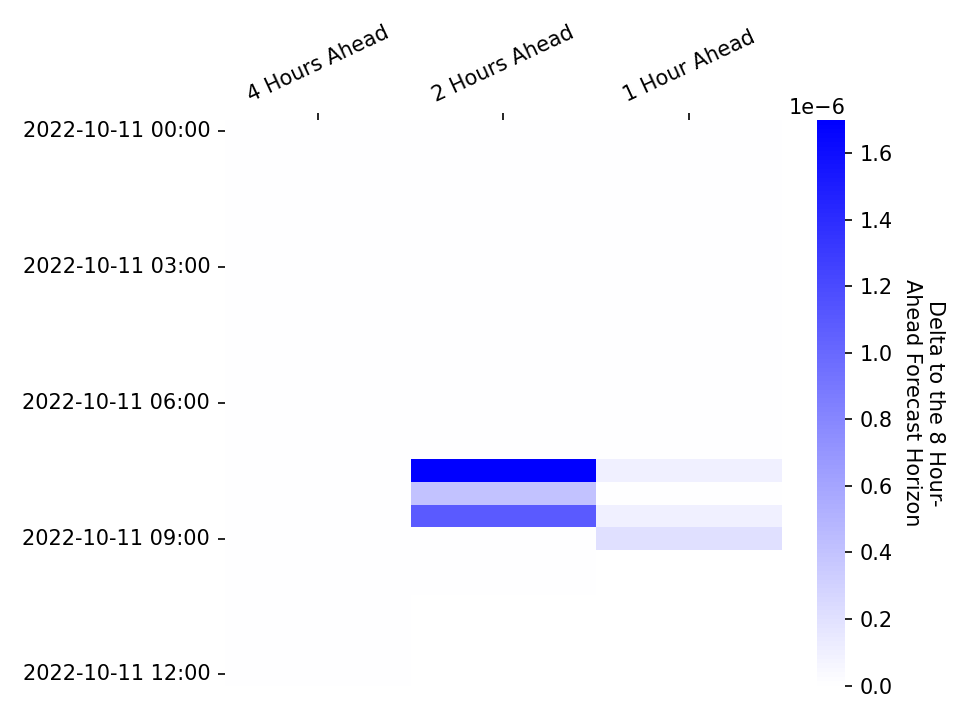 4 Hours Ahead
2 Hours Ahead
1 Hour Ahead
1e−6
2022-10-11 00:00
2022-10-11 03:00
2022-10-11 06:00
2022-10-11 09:00
2022-10-11 12:00
1.6
1.4
1.2
1.0
0.8
0.6
0.4
0.2
0.0
Delta to the 8 Hour-
Ahead Forecast Horizon